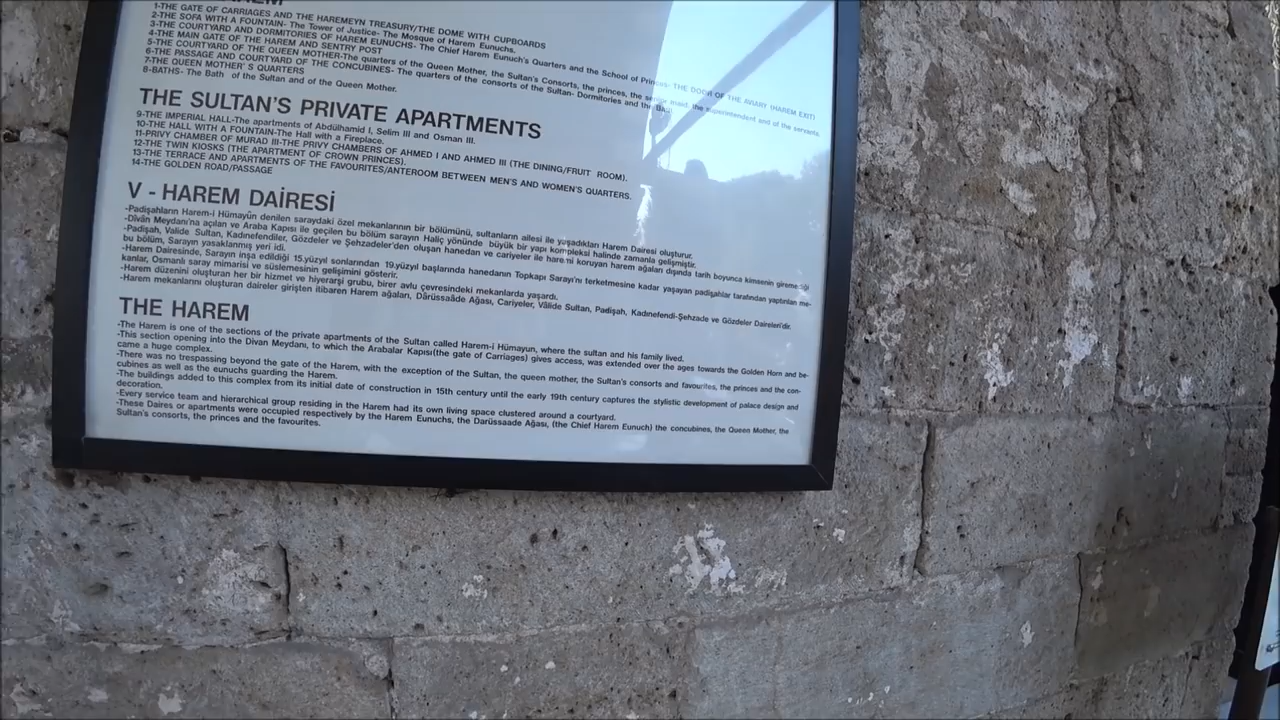 1-THE GATE OF CARRIAGES AND THE HAREMEYN TREASURY/THE DOME WITH CUPBOARDS
2-THE SOFA WITH A FOUNTAIN- The Tower of Justice- The Mosque of Harem Eunuchs.
3-THE COURTYARD AND DORMITORIES OF HAREM EUNUCHS- The Chief Harem Eunuch's Quarters and the School of Princes- THE DOOR OF THE AVIARY (HAREM EXIT)
4-THE MAIN GATE OF THE HAREM AND SENTRY POST
5-THE COURTYARD OF THE QUEEN MOTHER-The quarters of the Queen Mother, the Sultan's Consorts, the princes, the maid, the superintendent and of the servants.
6-THE PASSAGE AND COURTYARD OF THE CONCUBINES- The quarters of the consorts of the Sultan- Dormitories and the
7-THE QUEEN MOTHER' S QUARTERS
8-BATHS- The Bath of the Sultan and of the Queen Mother.
THE SULTAN'S PRIVATE APARTMENTS
9-THE IMPERIAL HALL-The apartments of Abdülhamid I, Selim III and Osman III.
10-THE HALL WITH A FOUNTAIN-The Hall with a Fireplace.
11-PRIVY CHAMBER OF MURAD III-THE PRIVY CHAMBERS OF AHMED I AND AHMED III (THE DINING/FRUIT ROOM).
12-THE TWIN KIOSKS (THE APARTMENT OF CROWN PRINCES).
13-THE TERRACE AND APARTMENTS OF THE FAVOURITES/ANTEROOM BETWEEN MEN'S AND WOMEN'S QUARTERS.
14-THE GOLDEN ROAD/PASSAGE
V - HAREM DAİRESİ
-Padişahların Harem-i Hümayûn denilen saraydaki özel mekanlarının bir bölümünü, sultanların ailesi ile yaşadıkları Harem Dairesi oluşturur.
-Dîvân Meydanı'na açılan ve Araba Kapısı ile geçilen bu bölüm sarayın Haliç yönünde büyük bir yapı kompleksi halinde zamanla gelişmiştir.
-Padişah, Valide Sultan, Kadınefendiler, Gözdeler ve Şehzadeler'den oluşan hanedan ve cariyeler ile haremi koruyan harem ağaları dışında tarih boyunca kimsenin giremediği
bu bölüm, Sarayın yasaklanmış yeri idi.
-Harem Dairesinde, Sarayın inşa edildiği 15.yüzyıl sonlarından 19.yüzyıl başlarında hanedanın Topkapı Sarayı'nı terketmesine kadar yaşayan padişahlar tarafından yaptırılan me-
kanlar, Osmanlı saray mimarisi ve süslemesinin gelişimini gösterir.
-Harem düzenini oluşturan her bir hizmet ve hiyerarşi grubu, birer avlu çevresindeki mekanlarda yaşardı.
-Harem mekanlarını oluşturan daireler girişten itibaren Harem ağaları, Dârüssaâde Ağası, Cariyeler, Vâlide Sultan, Padişah, Kadınefendi-Şehzade ve Gözdeler Daireleri'dir.
THE HAREM
-The Harem is one of the sections of the private apartments of the Sultan called Harem-i Hümayun, where the sultan and his family lived.
-This section opening into the Divan Meydanı, to which the Arabalar Kapısı(the gate of Carriages) gives access, was extended over the ages towards the Golden Horn and be-
came a huge complex.
-There was no trespassing beyond the gate of the Harem, with the exception of the Sultan, the queen mother, the Sultan's consorts and favourites, the princes and the con-
cubines as well as the eunuchs guarding the Harem.
-The buildings added to this complex from its initial date of construction in 15th century until the early 19th century captures the stylistic development of palace design and
decoration.
-Every service team and hierarchical group residing in the Harem had its own living space clustered around a courtyard.
-These Daires or apartments were occupied respectively by the Harem Eunuchs, the Darüssaade Ağası, (the Chief Harem Eunuch) the concubines, the Queen Mother, the
Sultan's consorts, the princes and the favourites.